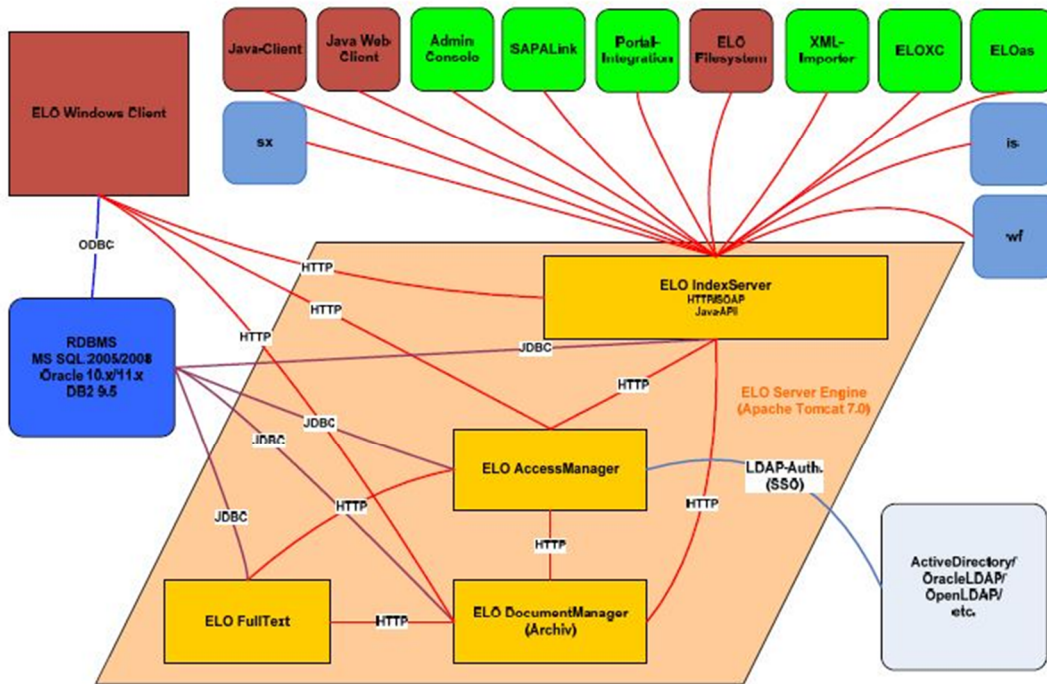 Java-Client
Java Web-
Client
Admin
Console
SAPALink
Portal-
Integration
ELO
Filesystem
XML-
Importer
ELOXC
ELOas
ELO Windows Client
sx
is
wf
ODBC
HTTP
ELO IndexServer
HTTP/SOAP
Java-API
HTTP
HTTP
RDBMS
MS SQL 2005/2008
Oracle 10.x/11.x
DB2 9.5
JDBC
HTTP
ELO Server Engine
(Apache Tomcat 7.0)
JDBC
JDBC
ELO AccessManager
LDAP-Auth.
(SSO)
HTTP
HTTP
JDBC
HTTP
ActiveDirectory/
OracleLDAP/
OpenLDAP/
etc.
ELO FullText
HTTP
ELO DocumentManager
(Archiv)